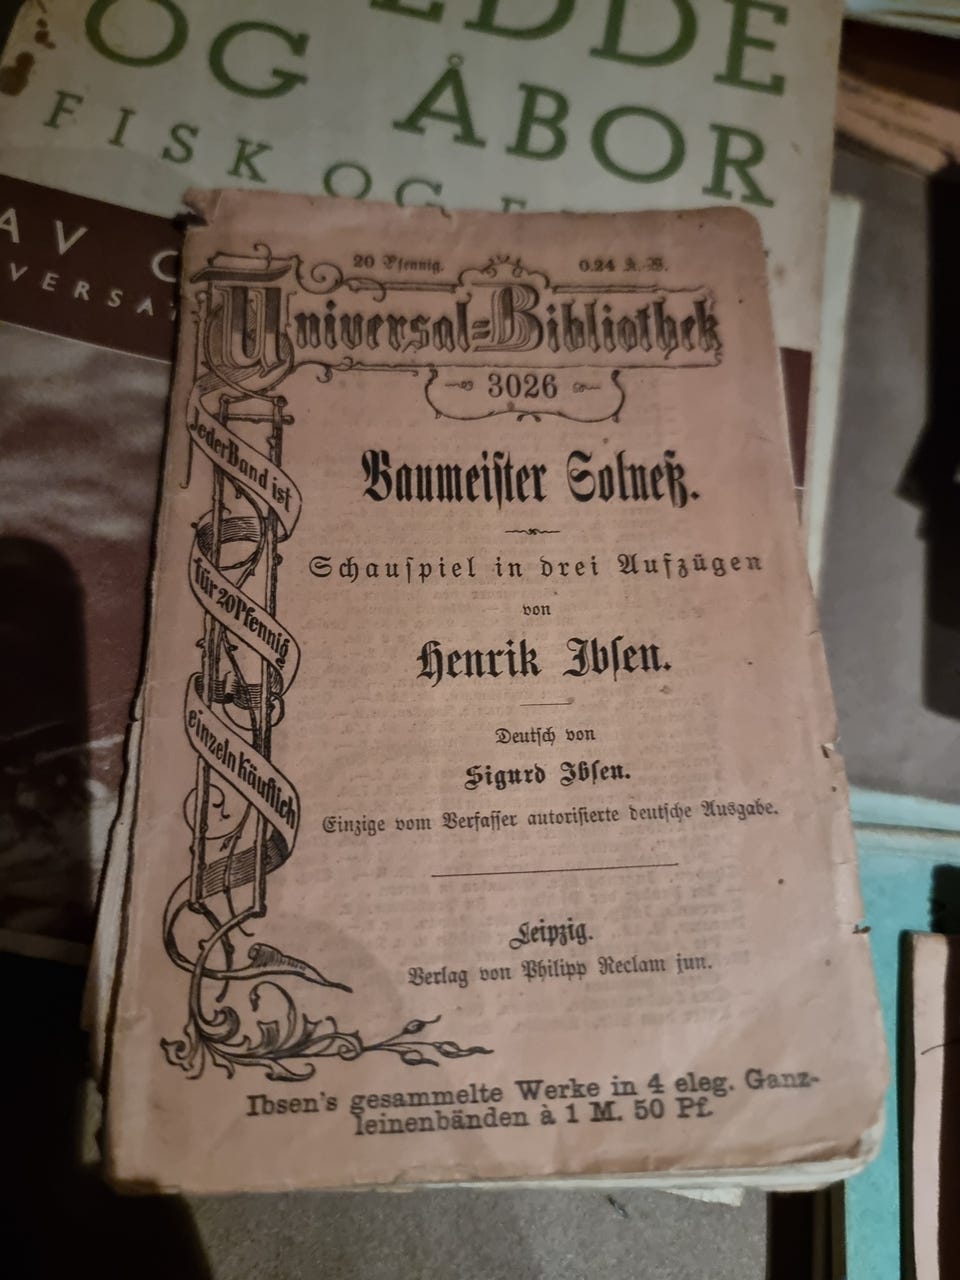 EDDE
OG ÅBOR
FISK OG
AV
VERSA
20 Pfennig. 0.24 K.-W.
Universal=Bibliothek
3026
Jeder Band ist
für 20 Pfennig
einzeln käuflich
Baumeiſter Solneß.
Schauſpiel in drei Aufzügen
von
Henrik Ibſen.
Deutſch von
Sigurd Ibſen.
Einzige vom Verfaſſer autoriſierte deutſche Ausgabe.
Leipzig.
Verlag von Philipp Reclam jun.
Ibsen's gesammelte Werke in 4 eleg. Ganz-
leinenbänden à 1 M. 50 Pf.